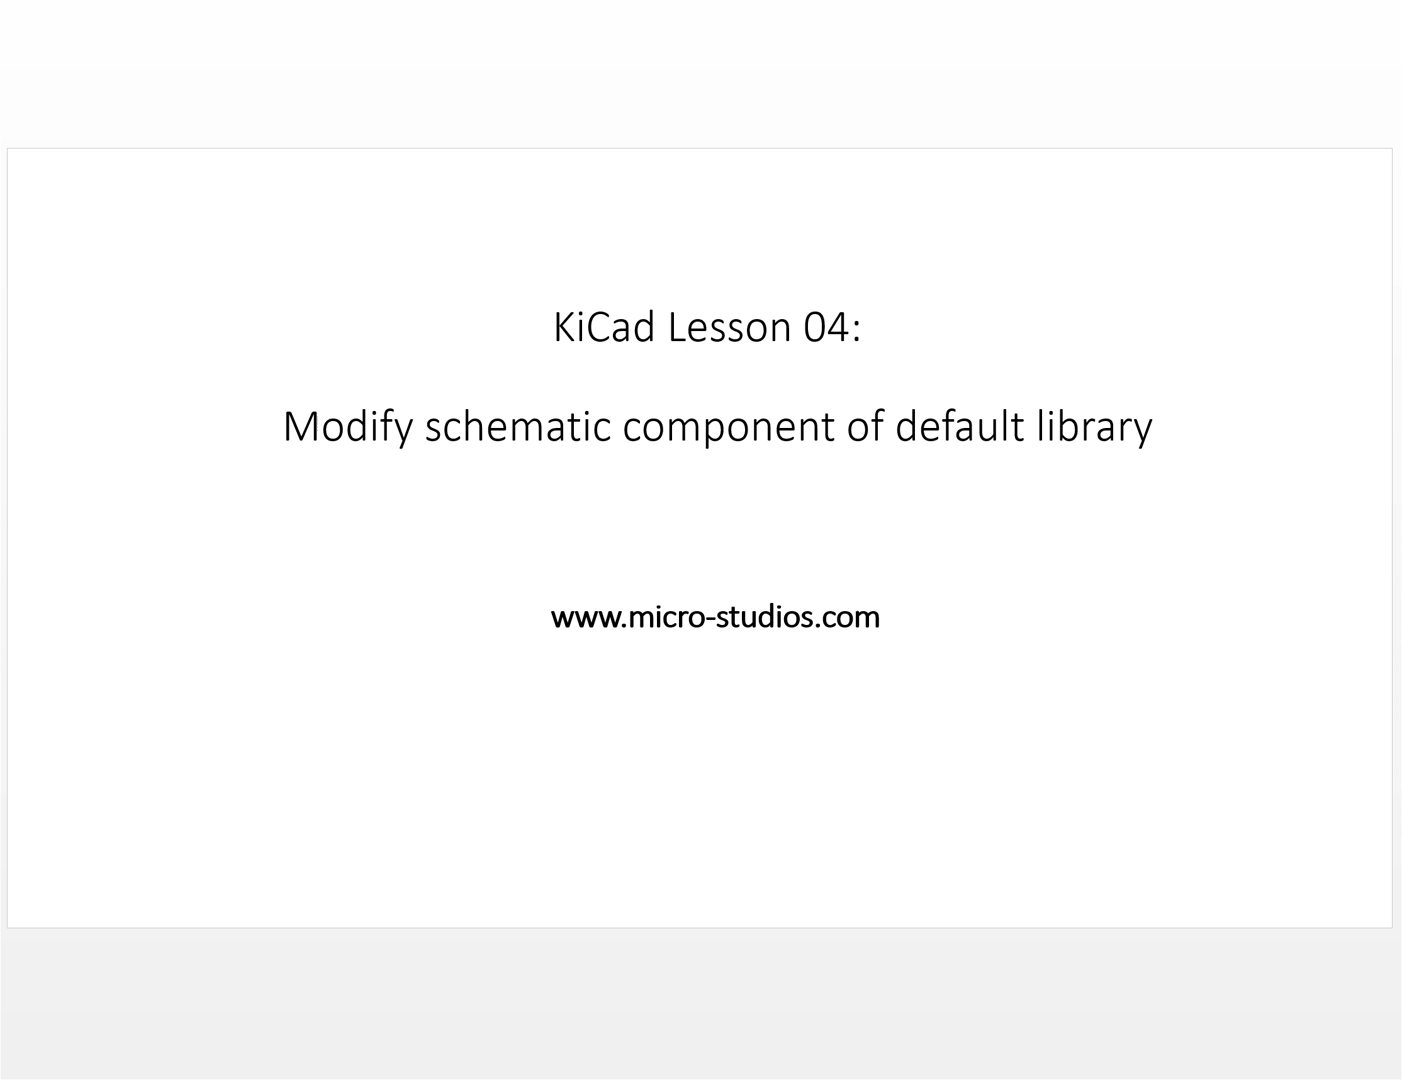 KiCad Lesson 04:
Modify schematic component of default library
www.micro-studios.com